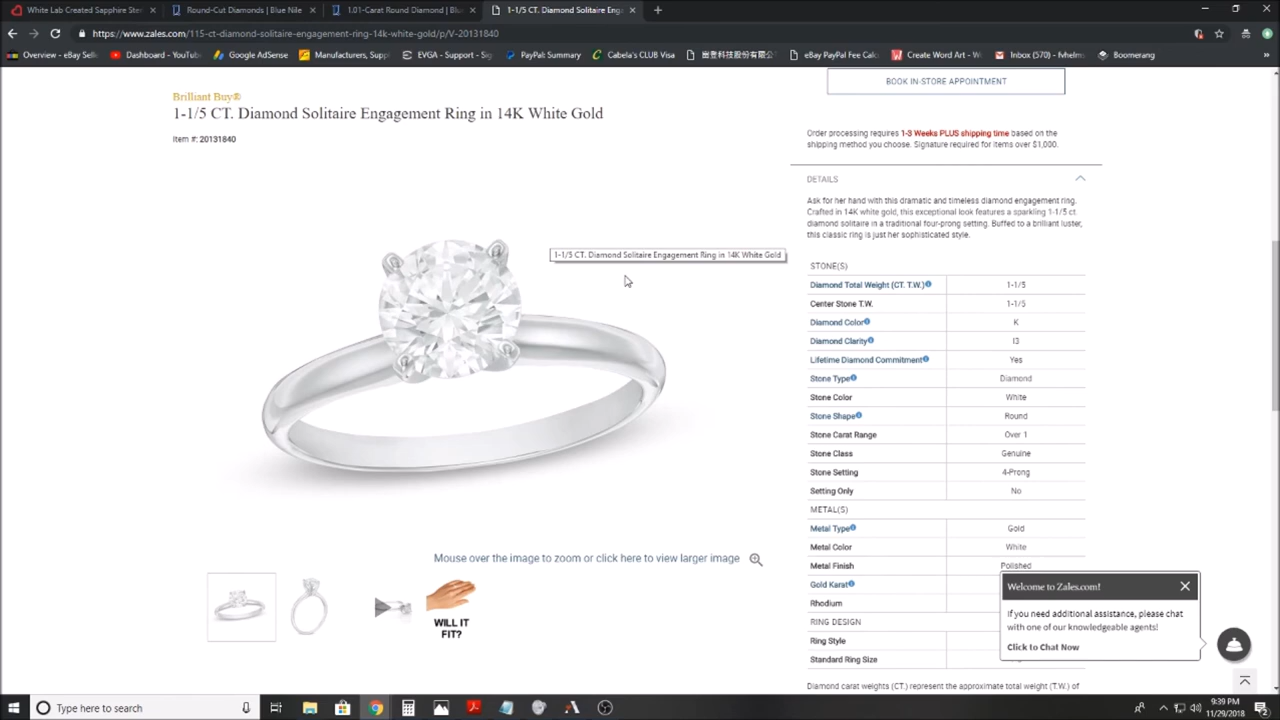 White Lab Created Sapphire Ste
Round-Cut Diamonds | Blue Nile
1.01-Carat Round Diamond | Blu
1-1/5 CT. Diamond Solitaire Eng
https://www.zales.com/115-ct-diamond-solitaire-engagement-ring-14k-white-gold/p/V-20131840
Overview - eBay Sell
Dashboard - YouTub
Google AdSense
Manufacturers, Supp
EVGA - Support - Sig
PayPal: Summary
Cabela's CLUB Visa
eBay PayPal Fee Calc
Create Word Art - W
Inbox (570) - lvhelms
Boomerang
Brilliant Buy®
1-1/5 CT. Diamond Solitaire Engagement Ring in 14K White Gold
Item #: 20131840
1-1/5 CT. Diamond Solitaire Engagement Ring in 14K White Gold
Mouse over the image to zoom or click here to view larger image
WILL IT
FIT?
BOOK IN-STORE APPOINTMENT
Order processing requires 1-3 Weeks PLUS shipping time based on the
shipping method you choose. Signature required for items over $1,000.
DETAILS
Ask for her hand with this dramatic and timeless diamond engagement ring.
Crafted in 14K white gold, this exceptional look features a sparkling 1-1/5 ct.
diamond solitaire in a traditional four-prong setting. Buffed to a brilliant luster,
this classic ring is just her sophisticated style.
STONE(S)
Diamond Total Weight (CT. T.W.) 1-1/5
Center Stone T.W. 1-1/5
Diamond Color K
Diamond Clarity I3
Lifetime Diamond Commitment Yes
Stone Type Diamond
Stone Color White
Stone Shape Round
Stone Carat Range Over 1
Stone Class Genuine
Stone Setting 4-Prong
Setting Only No
METAL(S)
Metal Type Gold
Metal Color White
Metal Finish Polished
Gold Karat
Rhodium
RING DESIGN
Ring Style
Standard Ring Size
Diamond carat weights (CT.) represent the approximate total weight (T.W.) of
Welcome to Zales.com!
If you need additional assistance, please chat
with one of our knowledgeable agents!
Click to Chat Now
Type here to search
9:39 PM
11/29/2018